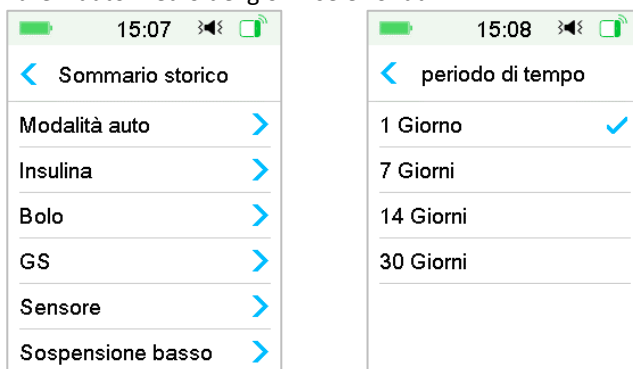 15:07
Sommario storico
Modalità auto
Insulina
Bolo
GS
Sensore
Sospensione basso
15:08
periodo di tempo
1 Giorno
7 Giorni
14 Giorni
30 Giorni